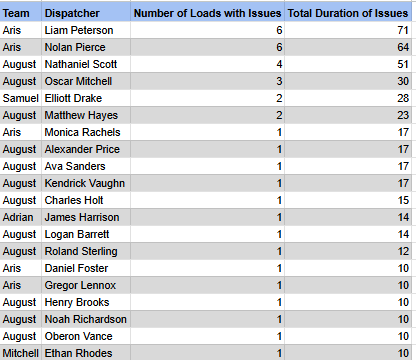 Team Dispatcher Number of Loads with Issues Total Duration of Issues
Aris Liam Peterson 6 71
Aris Nolan Pierce 6 64
August Nathaniel Scott 4 51
August Oscar Mitchell 3 30
Samuel Elliott Drake 2 28
August Matthew Hayes 2 23
Aris Monica Rachels 1 17
August Alexander Price 1 17
August Ava Sanders 1 17
August Kendrick Vaughn 1 17
August Charles Holt 1 15
Adrian James Harrison 1 14
August Logan Barrett 1 14
August Roland Sterling 1 12
Aris Daniel Foster 1 10
Aris Gregor Lennox 1 10
August Henry Brooks 1 10
August Noah Richardson 1 10
August Oberon Vance 1 10
Mitchell Ethan Rhodes 1 10